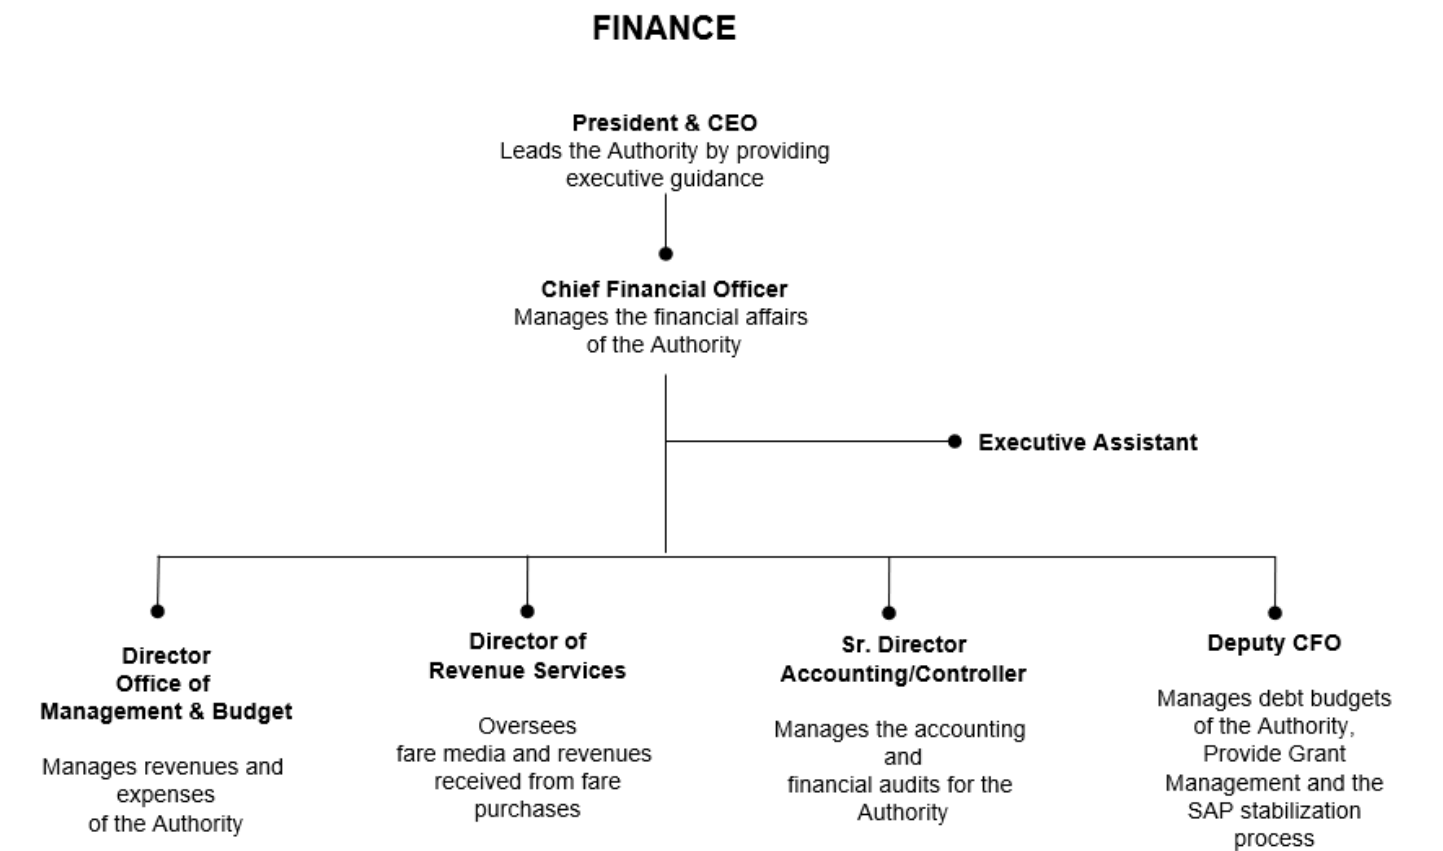 FINANCE
President & CEO
Leads the Authority by providing
executive guidance
Chief Financial Officer
Manages the financial affairs
of the Authority
Executive Assistant
Director
Office of
Management & Budget
Manages revenues and
expenses
of the Authority
Director of
Revenue Services
Oversees
fare media and revenues
received from fare
purchases
Sr. Director
Accounting/Controller
Manages the accounting
and
financial audits for the
Authority
Deputy CFO
Manages debt budgets
of the Authority,
Provide Grant
Management and the
SAP stabilization
process